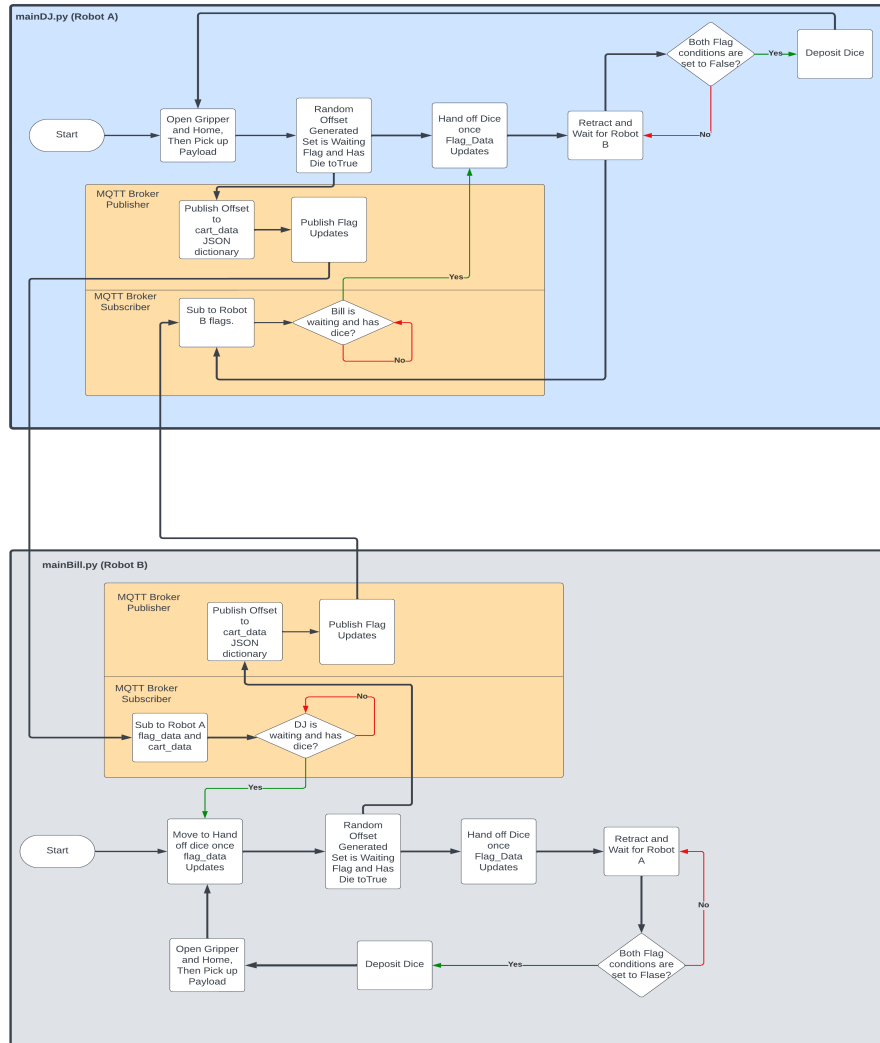 mainDJ.py (Robot A)
Both Flag
conditions are
set to False?
Yes
Deposit Dice
No
Start
Open Gripper
and Home,
Then Pick up
Payload
Random
Offset
Generated
Set is Waiting
Flag and Has
Die toTrue
Hand off Dice
once
Flag_Data
Updates
Retract and
Wait for Robot
B
MQTT Broker
Publisher
Publish Offset
to
cart_data
JSON
dictionary
Publish Flag
Updates
Yes
MQTT Broker
Subscriber
Sub to Robot
B flags.
Bill is
waiting and has
dice?
No
mainBill.py (Robot B)
MQTT Broker
Publisher
Publish Offset
to
cart_data
JSON
dictionary
Publish Flag
Updates
MQTT Broker
Subscriber
No
Sub to Robot A
flag_data and
cart_data
DJ is
waiting and has
dice?
Yes
Start
Move to Hand
off dice once
flag_data
Updates
Random
Offset
Generated
Set is Waiting
Flag and Has
Die toTrue
Hand off Dice
once
Flag_Data
Updates
Retract and
Wait for Robot
A
No
Open Gripper
and Home,
Then Pick up
Payload
Deposit Dice
Yes
Both Flag
conditions are
set to Flase?